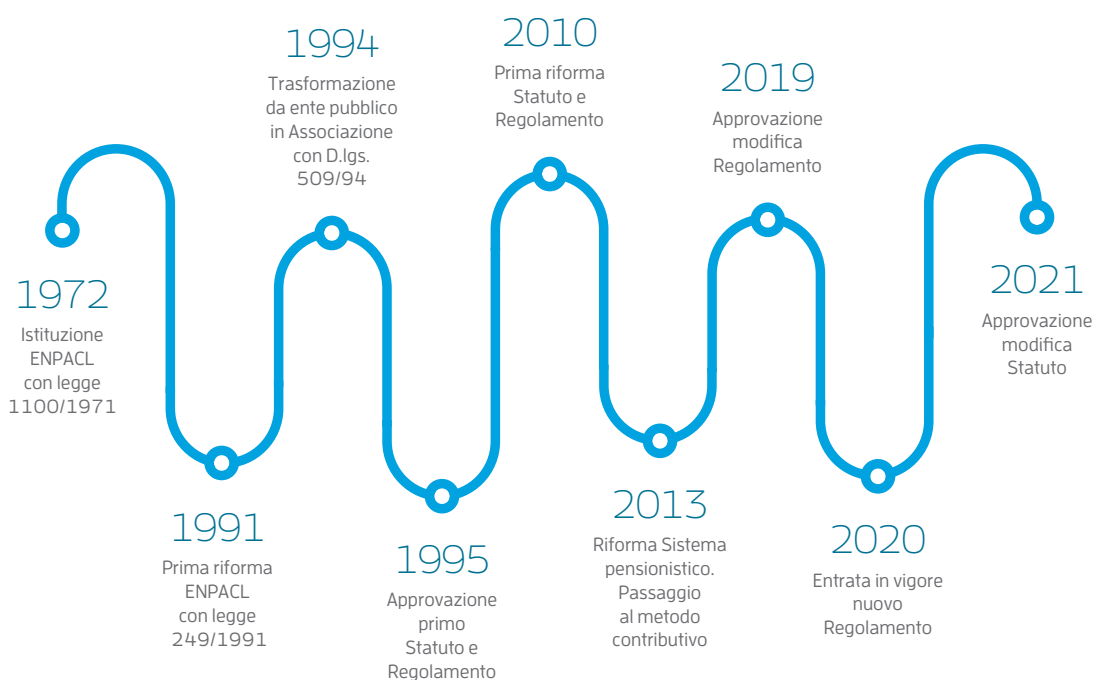 1972
Istituzione
ENPACL
con legge
1100/1971
1991
Prima riforma
ENPACL
con legge
249/1991
1994
Trasformazione
da ente pubblico
in Associazione
con D.lgs.
509/94
1995
Approvazione
primo
Statuto e
Regolamento
2010
Prima riforma
Statuto e
Regolamento
2013
Riforma Sistema
pensionistico.
Passaggio
al metodo
contributivo
2019
Approvazione
modifica
Regolamento
2020
Entrata in vigore
nuovo
Regolamento
2021
Approvazione
modifica
Statuto